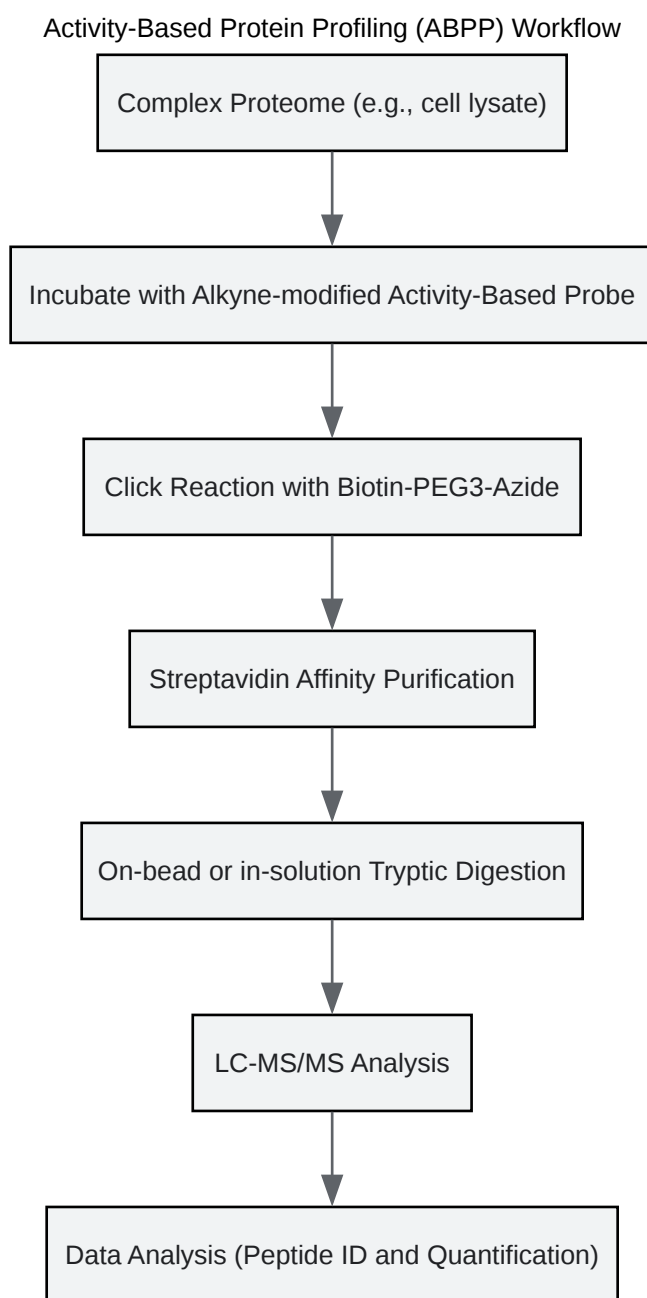 Activity-Based Protein Profiling (ABPP) Workflow
Complex Proteome (e.g., cell lysate)
Incubate with Alkyne-modified Activity-Based Probe
Click Reaction with Biotin-PEG3-Azide
Streptavidin Affinity Purification
On-bead or in-solution Tryptic Digestion
LC-MS/MS Analysis
Data Analysis (Peptide ID and Quantification)